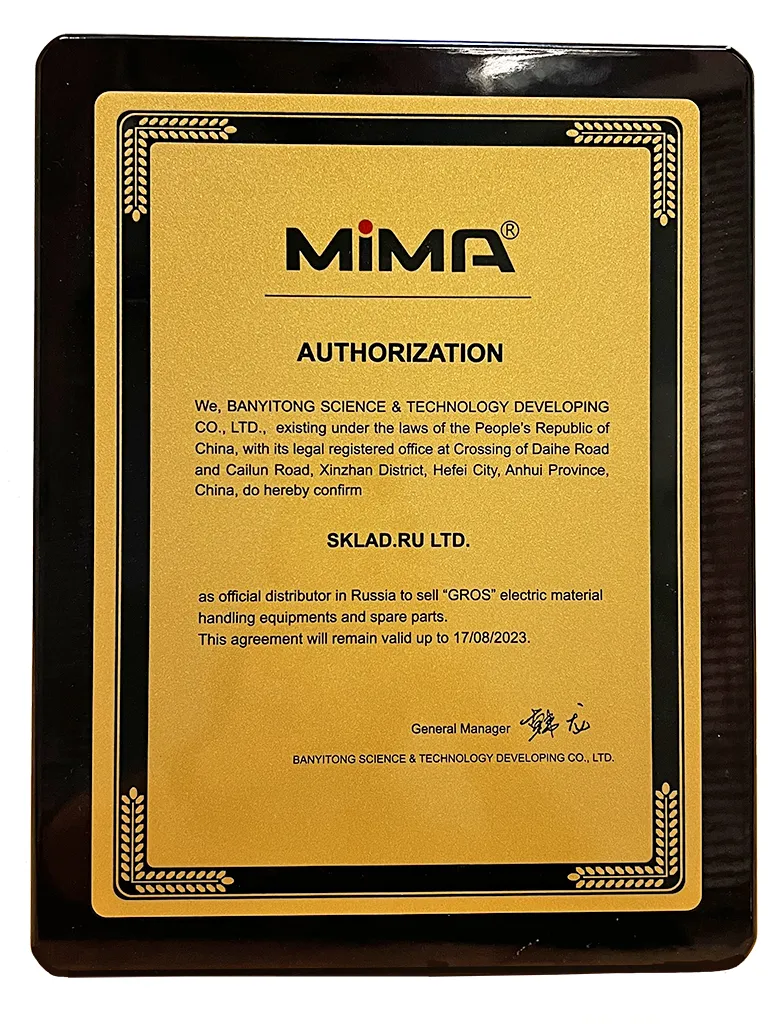 MiMA®
AUTHORIZATION
We, BANYITONG SCIENCE & TECHNOLOGY DEVELOPING
CO., LTD., existing under the laws of the People's Republic of
China, with its legal registered office at Crossing of Daihe Road
and Cailun Road, Xinzhan District, Hefei City, Anhui Province,
China, do hereby confirm
SKLAD.RU LTD.
as official distributor in Russia to sell “GROS” electric material
handling equipments and spare parts.
This agreement will remain valid up to 17/08/2023.
General Manager
BANYITONG SCIENCE & TECHNOLOGY DEVELOPING CO., LTD.